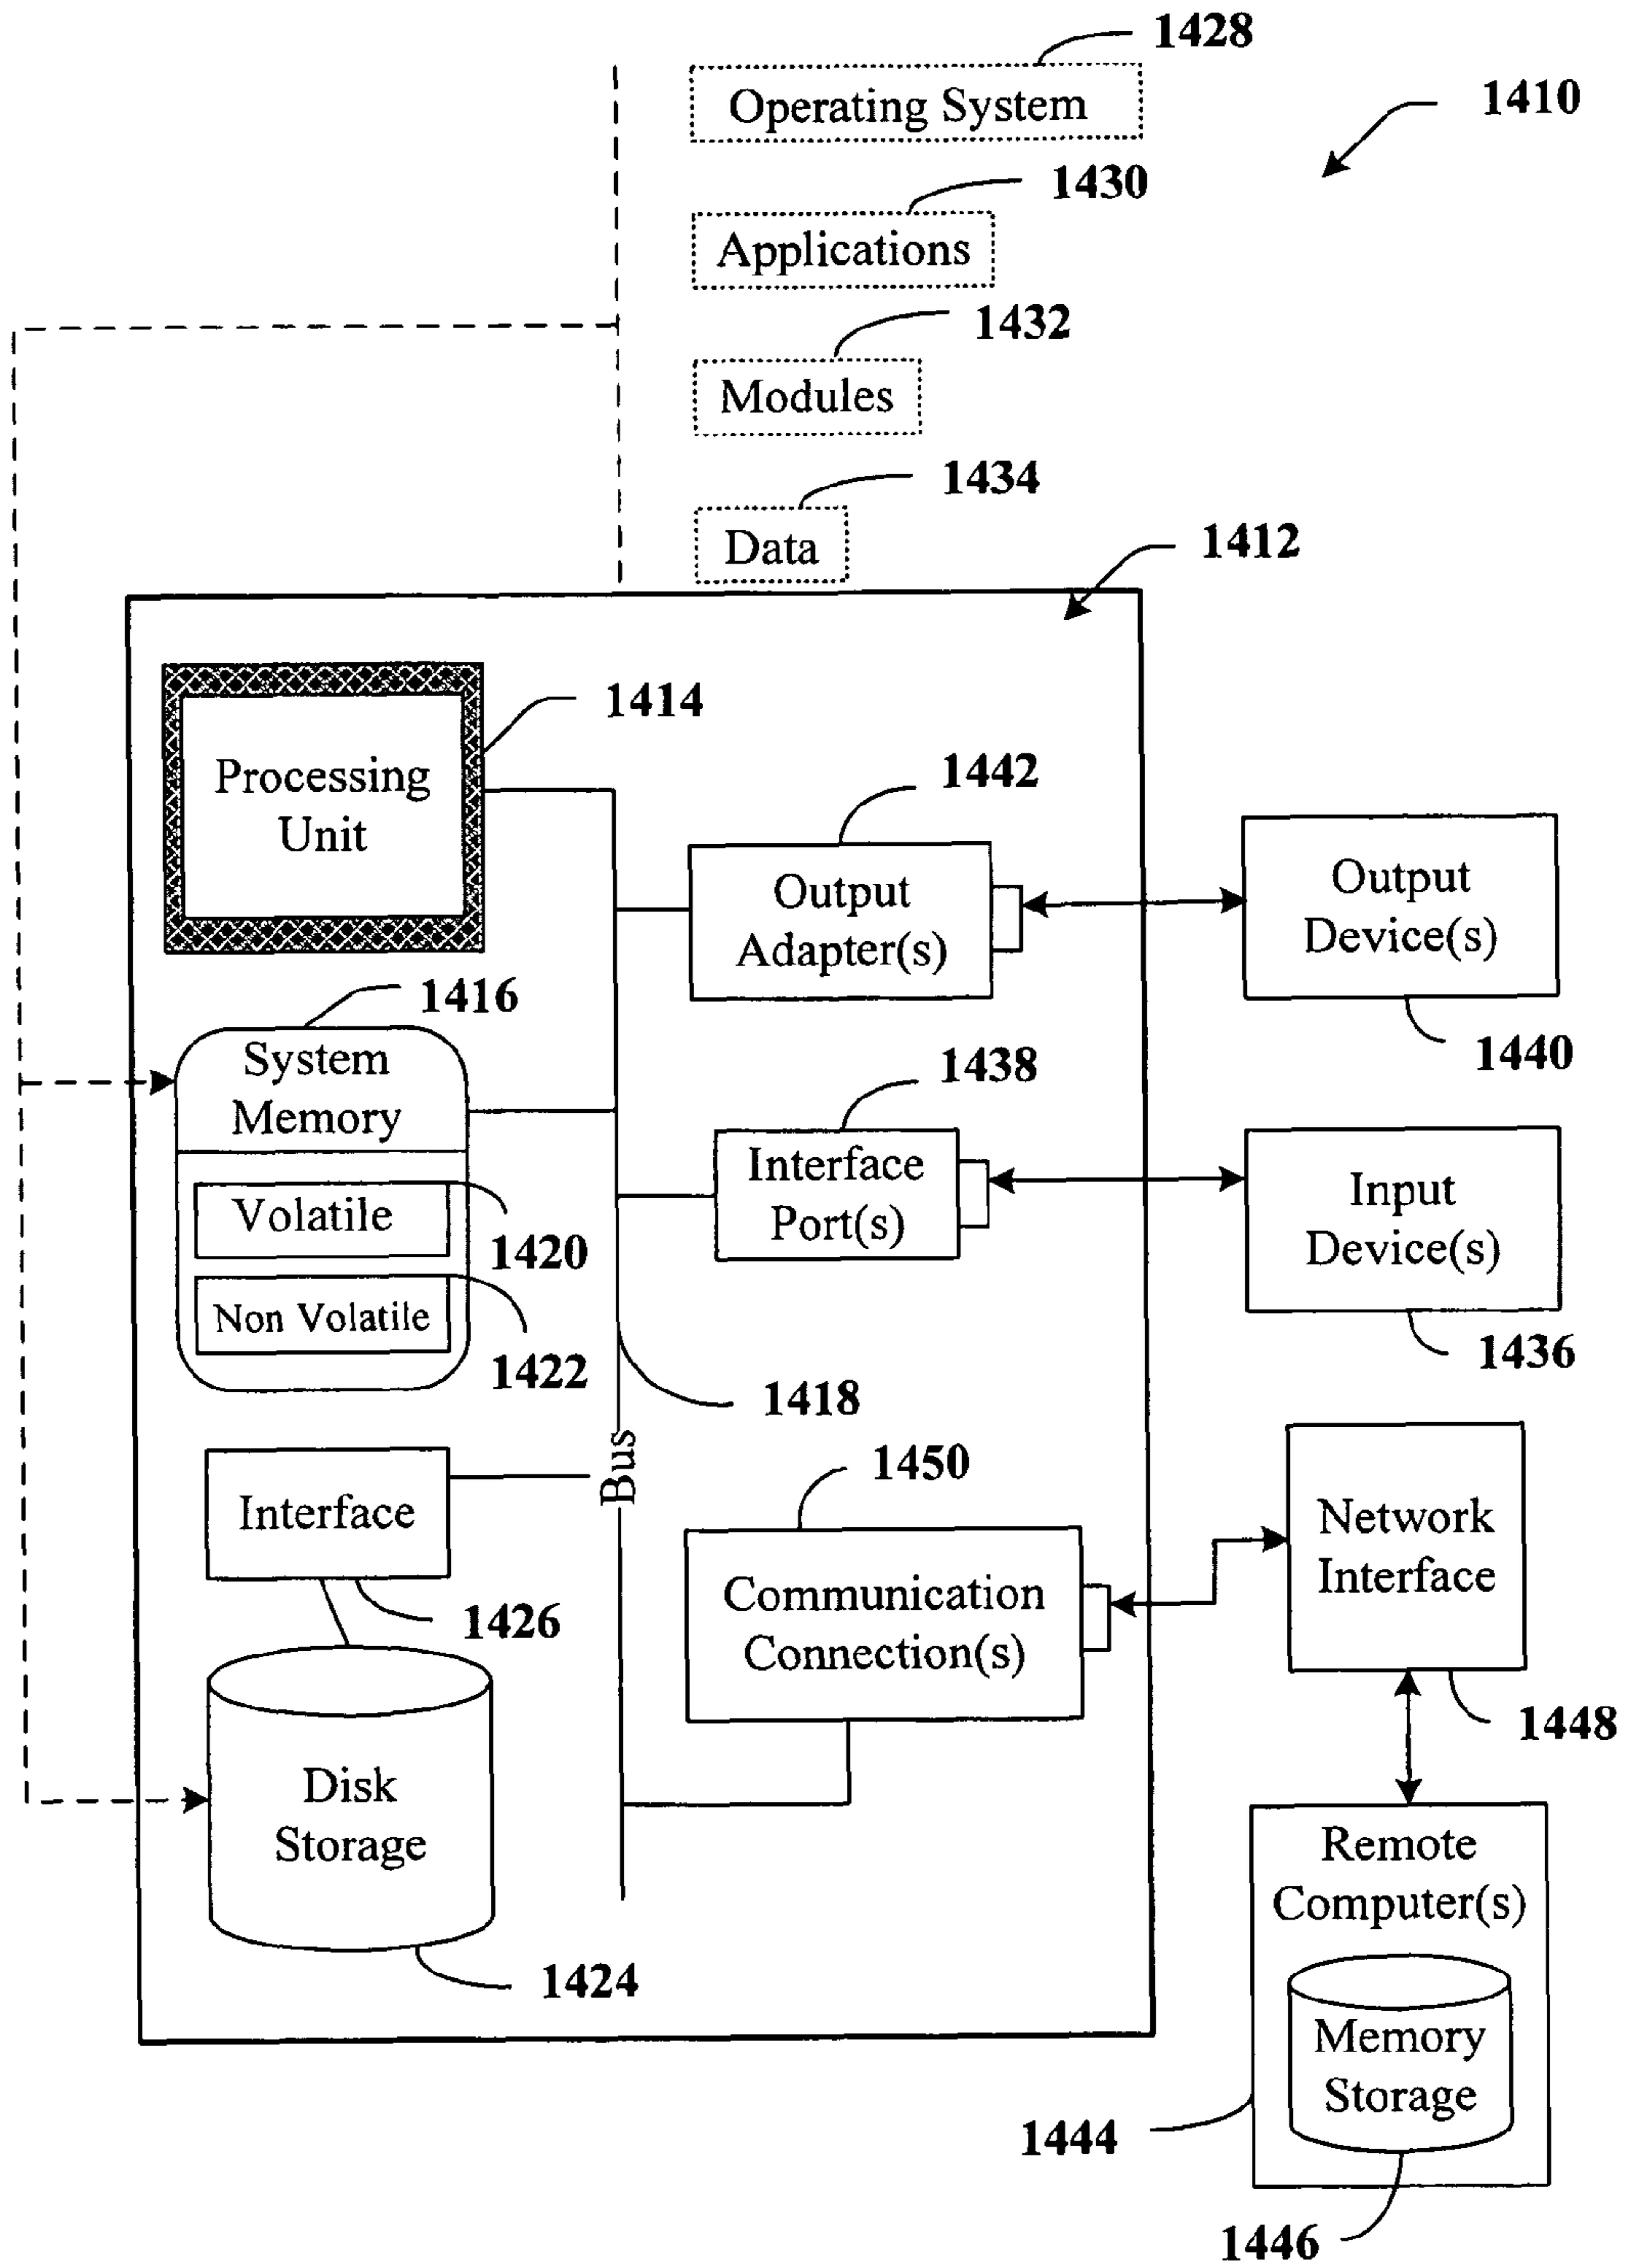 1428
Operating System
1410
1430
Applications
1432
Modules
1434
Data
1412
1414
Processing
Unit
1442
Output
Adapter(s)
Output
Device(s)
1440
1416
System
Memory
1438
Interface
Port(s)
Input
Device(s)
1436
Volatile
1420
Non Volatile
1422
1418
Bus
1450
Interface
1426
Communication
Connection(s)
Network
Interface
1448
Disk
Storage
1424
Remote
Computer(s)
Memory
Storage
1444
1446